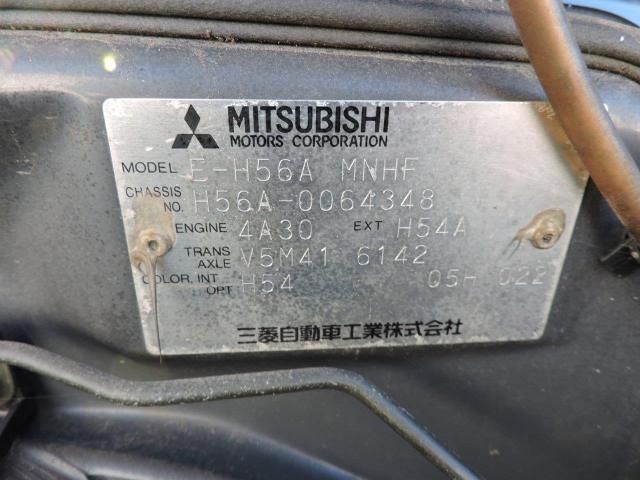 MITSUBISHI
MOTORS CORPORATION
MODEL E-H56A MNHF
CHASSIS NO. H56A-0064348
ENGINE 4A30 EXT H54A
TRANS AXLE V5M41 6142
COLOR, INT OPT H54 05H 022
三菱自動車工業株式会社